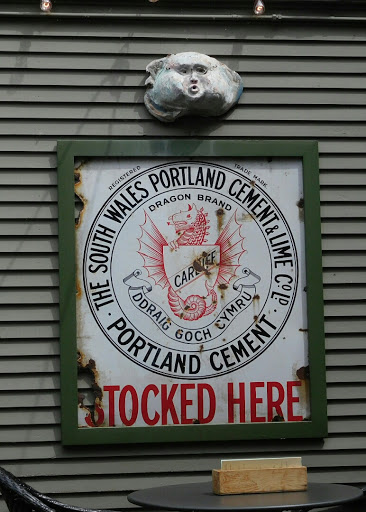 REGISTERED TRADE MARK
THE SOUTH WALES PORTLAND CEMENT & LIME Co. LD.
DRAGON BRAND
CARDIFF
DDRAIG GOCH CYMRU
PORTLAND CEMENT
STOCKED HERE